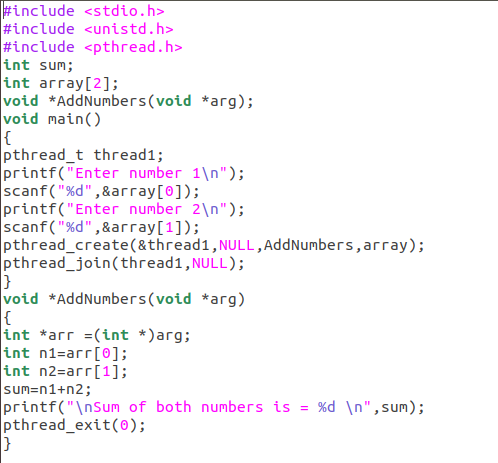 #include <stdio.h>
#include <unistd.h>
#include <pthread.h>
int sum;
int array[2];
void *AddNumbers(void *arg);
void main()
{
pthread_t thread1;
printf("Enter number 1\n");
scanf("%d",&array[0]);
printf("Enter number 2\n");
scanf("%d",&array[1]);
pthread_create(&thread1,NULL,AddNumbers,array);
pthread_join(thread1,NULL);
}
void *AddNumbers(void *arg)
{
int *arr =(int *)arg;
int n1=arr[0];
int n2=arr[1];
sum=n1+n2;
printf("\nSum of both numbers is = %d \n",sum);
pthread_exit(0);
}